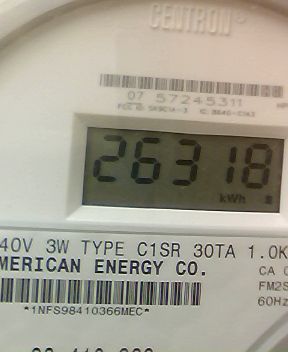 CENTRON®
07 57245311
26318
kWh
40V 3W TYPE C1SR 30TA 1.0K
MERICAN ENERGY CO.
CA 0
FM2S
60Hz
*1NFS98410366MEC*